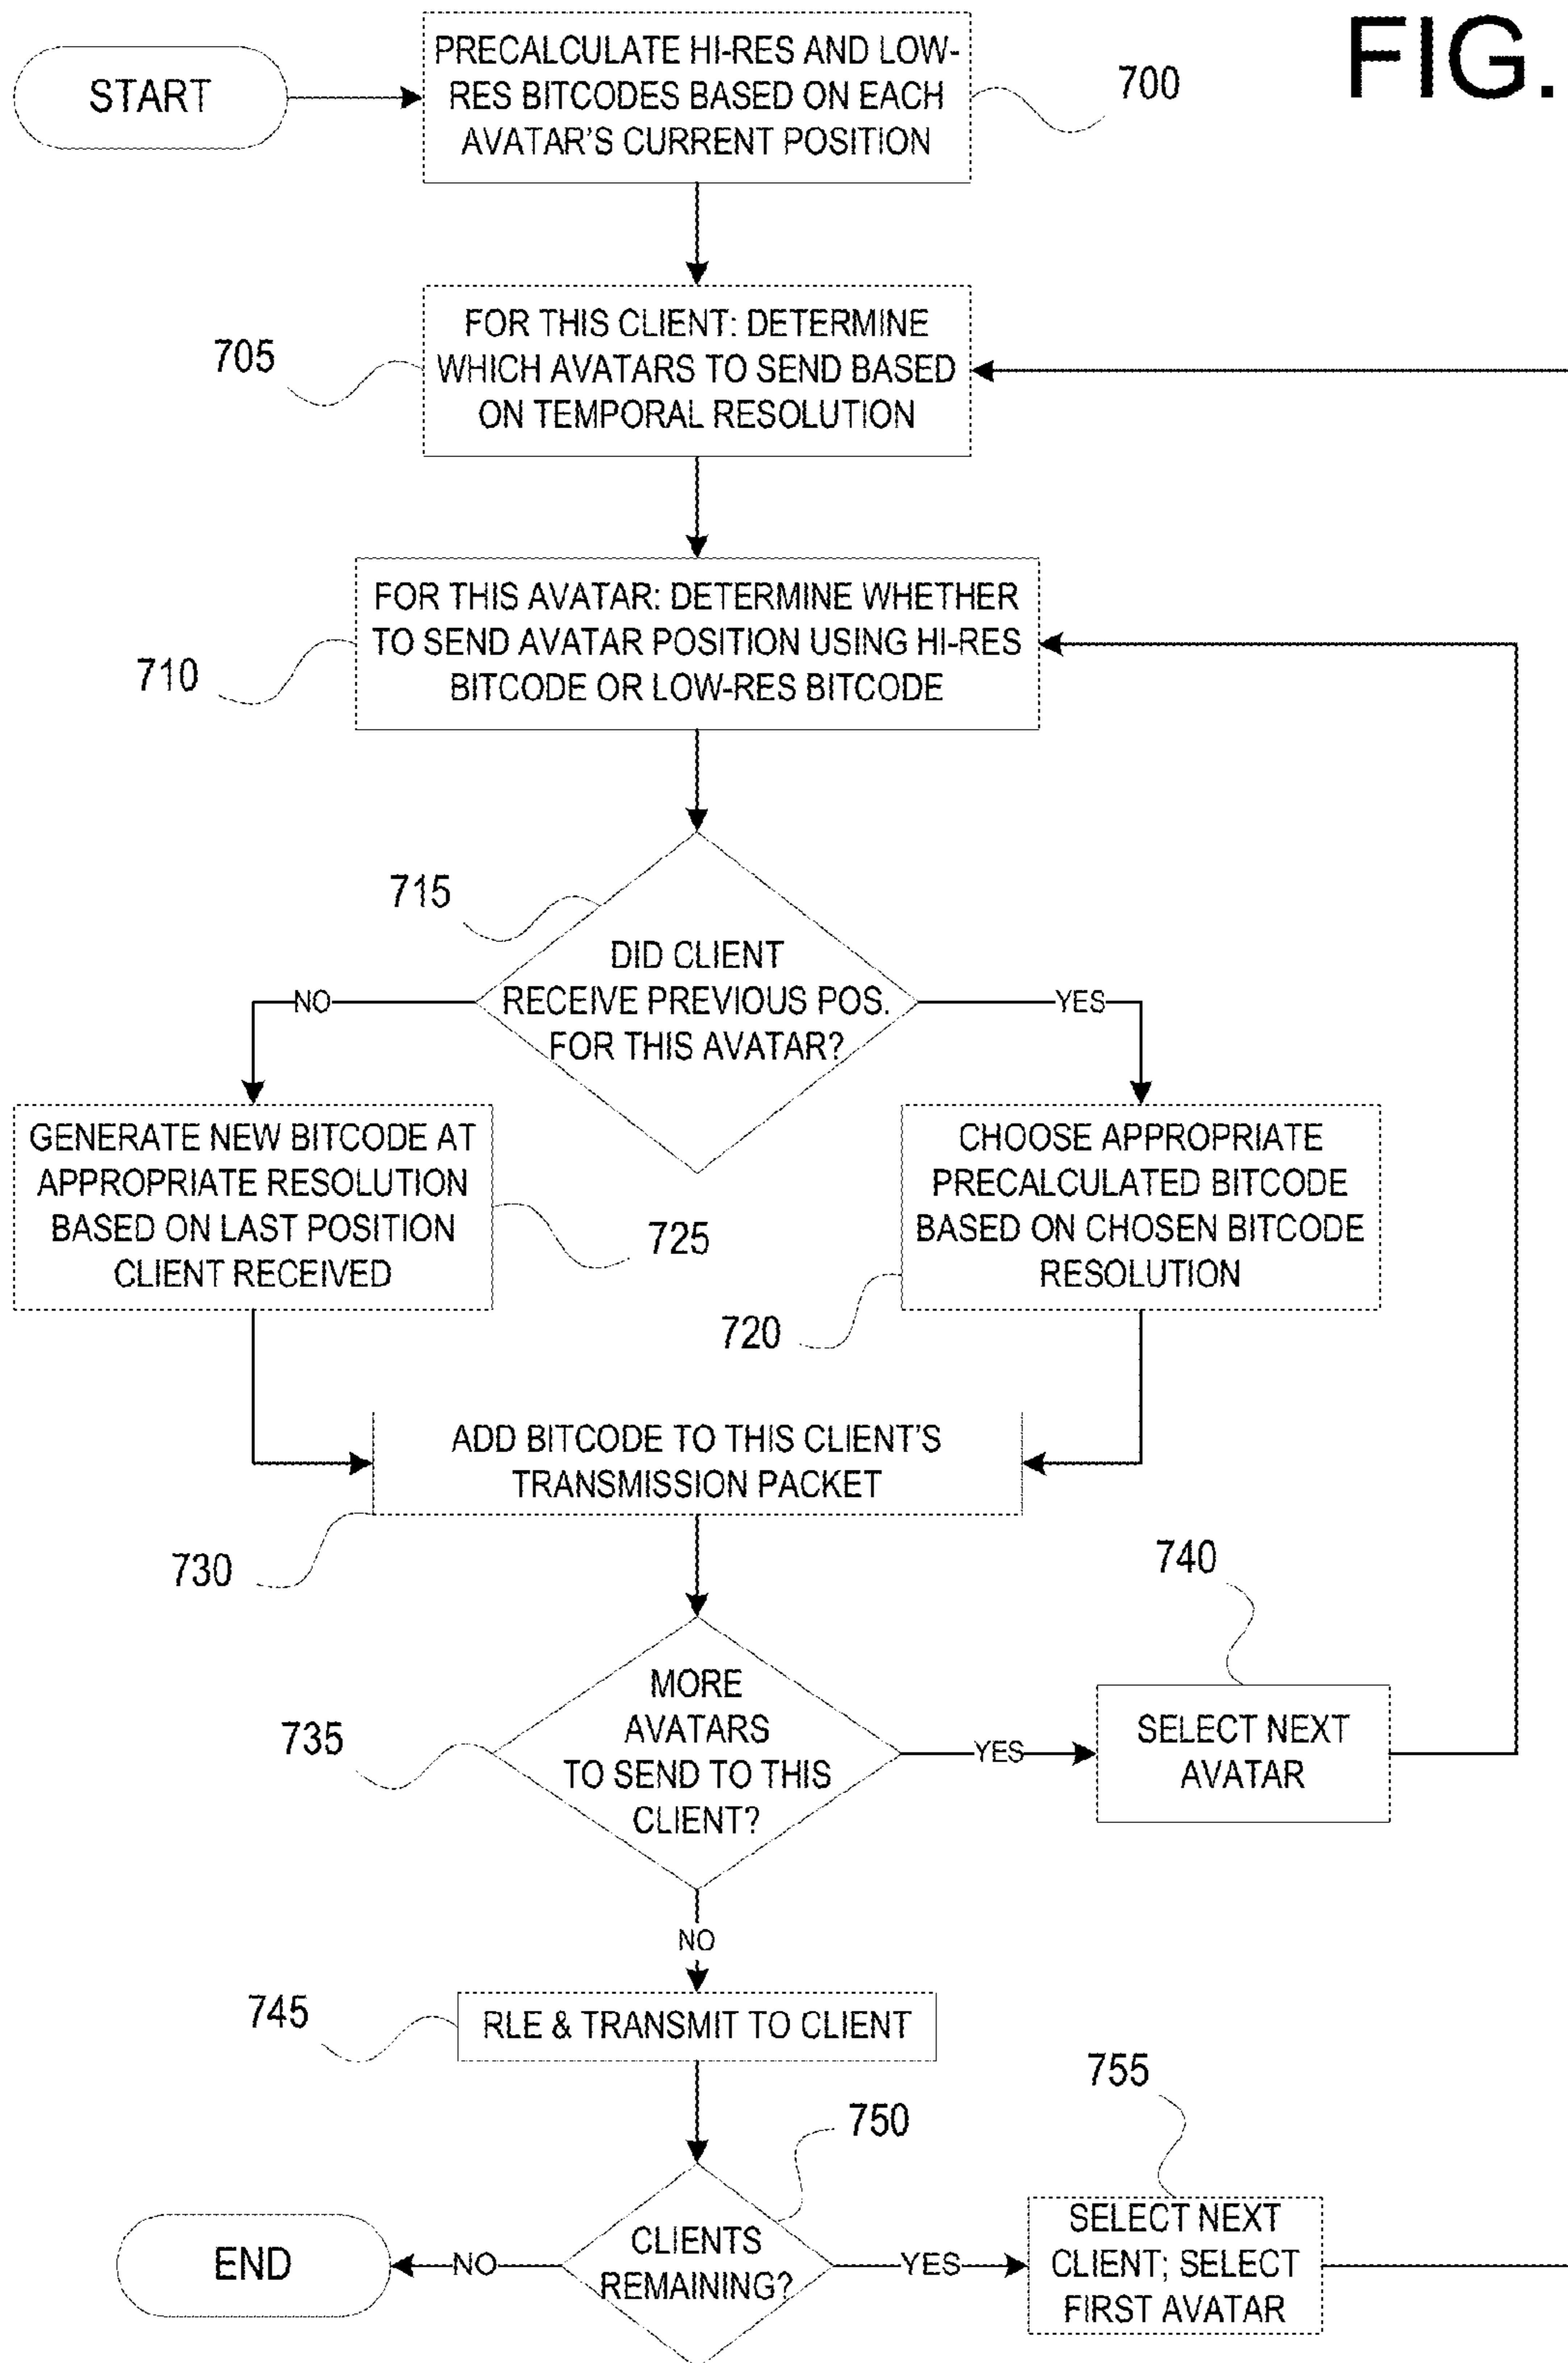 FIG.
START
PRECALCULATE HI-RES AND LOW-
RES BITCODES BASED ON EACH
AVATAR'S CURRENT POSITION
700
705
FOR THIS CLIENT: DETERMINE
WHICH AVATARS TO SEND BASED
ON TEMPORAL RESOLUTION
710
FOR THIS AVATAR: DETERMINE WHETHER
TO SEND AVATAR POSITION USING HI-RES
BITCODE OR LOW-RES BITCODE
715
DID CLIENT
RECEIVE PREVIOUS POS.
FOR THIS AVATAR?
NO
YES
GENERATE NEW BITCODE AT
APPROPRIATE RESOLUTION
BASED ON LAST POSITION
CLIENT RECEIVED
725
CHOOSE APPROPRIATE
PRECALCULATED BITCODE
BASED ON CHOSEN BITCODE
RESOLUTION
720
ADD BITCODE TO THIS CLIENT'S
TRANSMISSION PACKET
730
735
MORE
AVATARS
TO SEND TO THIS
CLIENT?
YES
740
SELECT NEXT
AVATAR
NO
745
RLE & TRANSMIT TO CLIENT
750
755
CLIENTS
REMAINING?
NO
END
YES
SELECT NEXT
CLIENT; SELECT
FIRST AVATAR